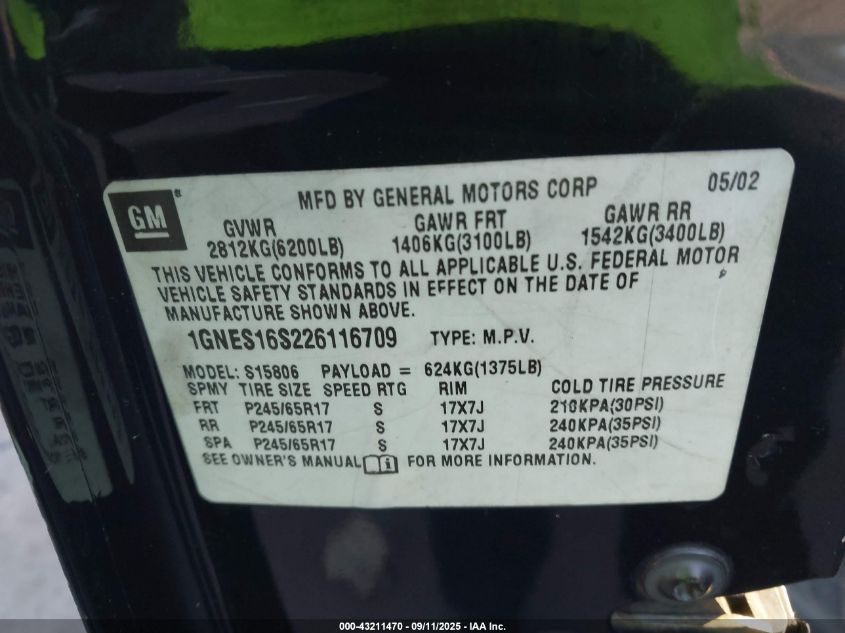 GM
MFD BY GENERAL MOTORS CORP 05/02
GVWR GAWR FRT GAWR RR
2812KG(6200LB) 1406KG(3100LB) 1542KG(3400LB)
THIS VEHICLE CONFORMS TO ALL APPLICABLE U.S. FEDERAL MOTOR
VEHICLE SAFETY STANDARDS IN EFFECT ON THE DATE OF
MANUFACTURE SHOWN ABOVE.
1GNES16S226116709 TYPE: M.P.V.
MODEL: S15806 PAYLOAD = 624KG(1375LB)
SPMY TIRE SIZE SPEED RTG RIM COLD TIRE PRESSURE
FRT P245/65R17 S 17X7J 210KPA(30PSI)
RR P245/65R17 S 17X7J 240KPA(35PSI)
SPA P245/65R17 S 17X7J 240KPA(35PSI)
SEE OWNER'S MANUAL i FOR MORE INFORMATION.
000-43211470 - 09/11/2025 - IAA Inc.